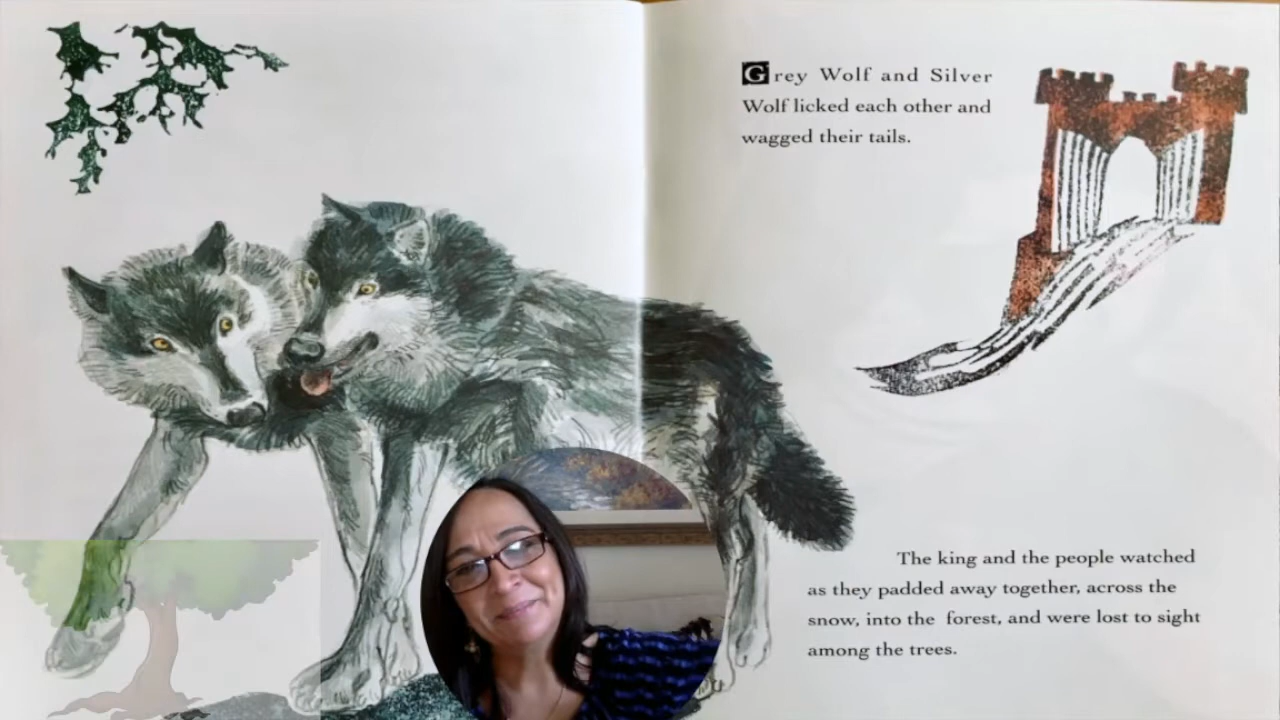 Grey Wolf and Silver
Wolf licked each other and
wagged their tails.
The king and the people watched
as they padded away together, across the
snow, into the forest, and were lost to sight
among the trees.